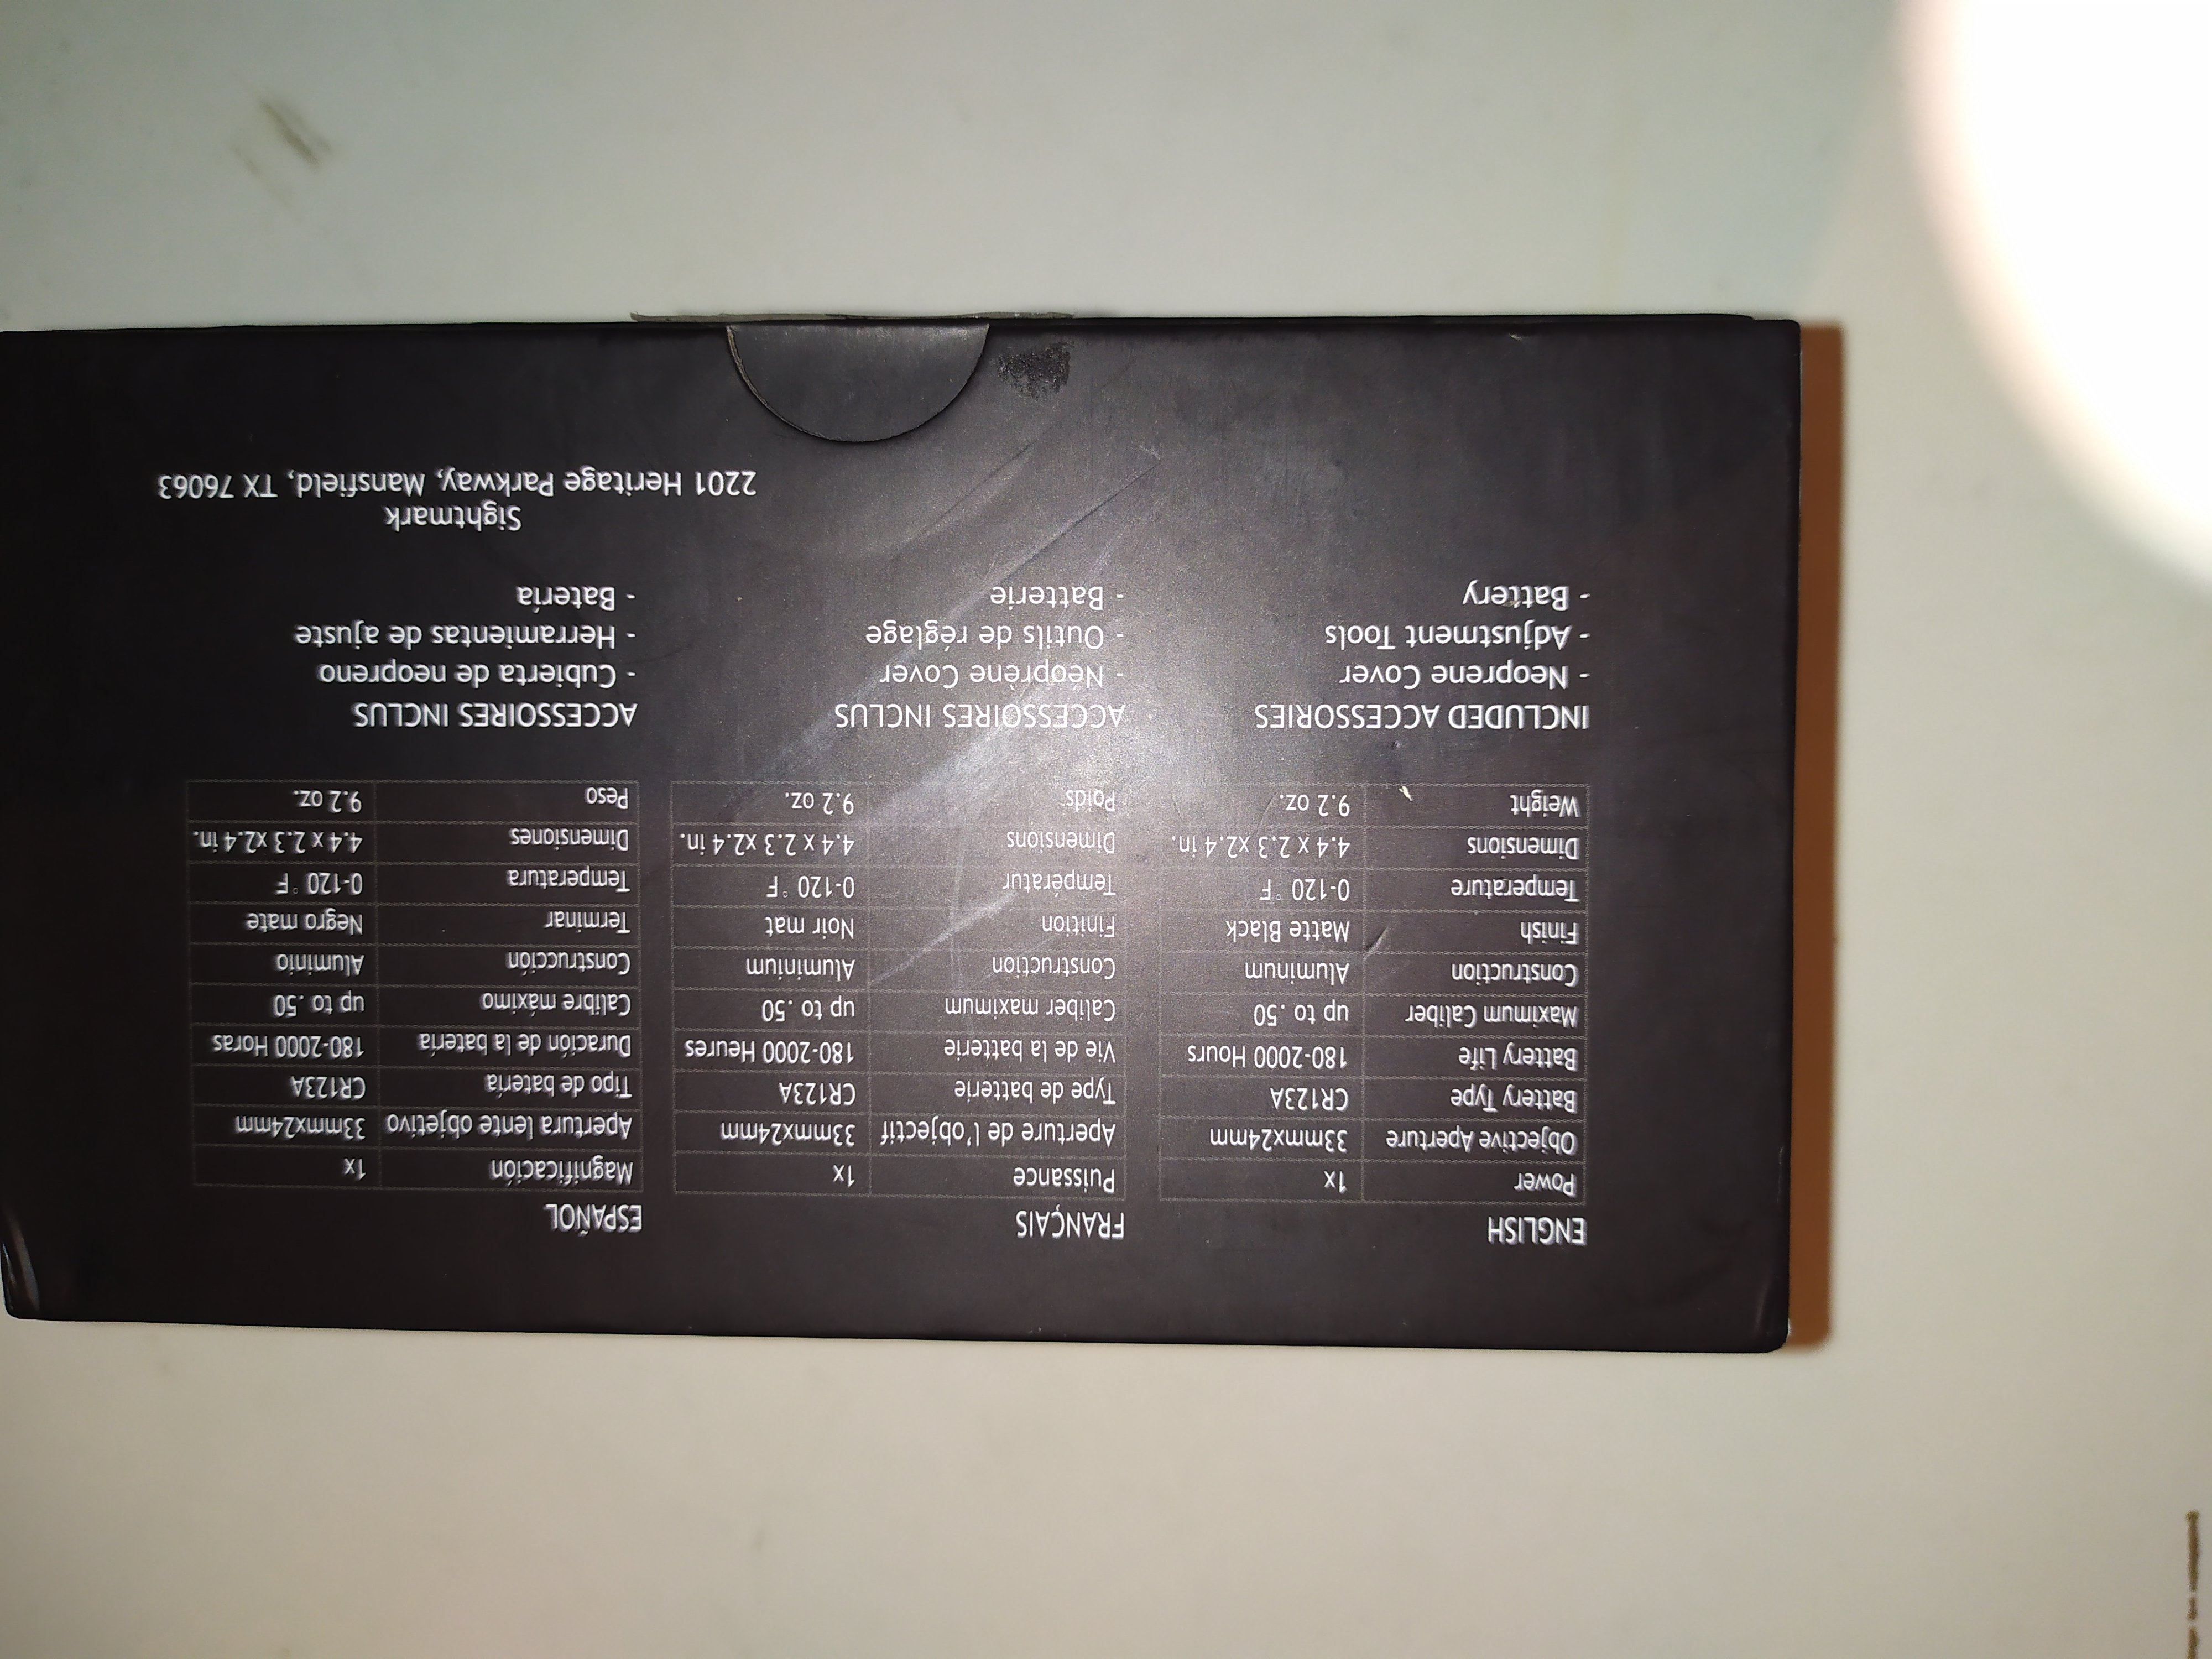 ENGLISH
Power 1x
Objective Aperture 33mmx24mm
Battery Type CR123A
Battery Life 180-2000 Hours
Maximum Caliber up to .50
Construction Aluminum
Finish Matte Black
Temperature 0-120 °F
Dimensions 4.4 x 2.3 x2.4 in.
Weight 9.2 oz.
INCLUDED ACCESSORIES
- Neoprene Cover
- Adjustment Tools
- Battery
FRANÇAIS
Puissance 1x
Aperture de l'objectif 33mmx24mm
Type de batterie CR123A
Vie de la batterie 180-2000 Heures
Caliber maximum up to .50
Construction Aluminium
Finition Noir mat
Températur 0-120 °F
Dimensions 4.4 x 2.3 x2.4 in.
Poids 9.2 oz.
ACCESSOIRES INCLUS
- Néoprène Cover
- Outils de réglage
- Batterie
ESPAÑOL
Magnificación 1x
Apertura lente objetivo 33mmx24mm
Tipo de batería CR123A
Duración de la batería 180-2000 Horas
Calibre máximo up to .50
Construcción Aluminio
Terminar Negro mate
Temperatura 0-120 °F
Dimensiones 4.4 x 2.3 x2.4 in.
Peso 9.2 oz.
ACCESSOIRES INCLUS
- Cubierta de neopreno
- Herramientas de ajuste
- Batería
Sightmark
2201 Heritage Parkway, Mansfield, TX 76063